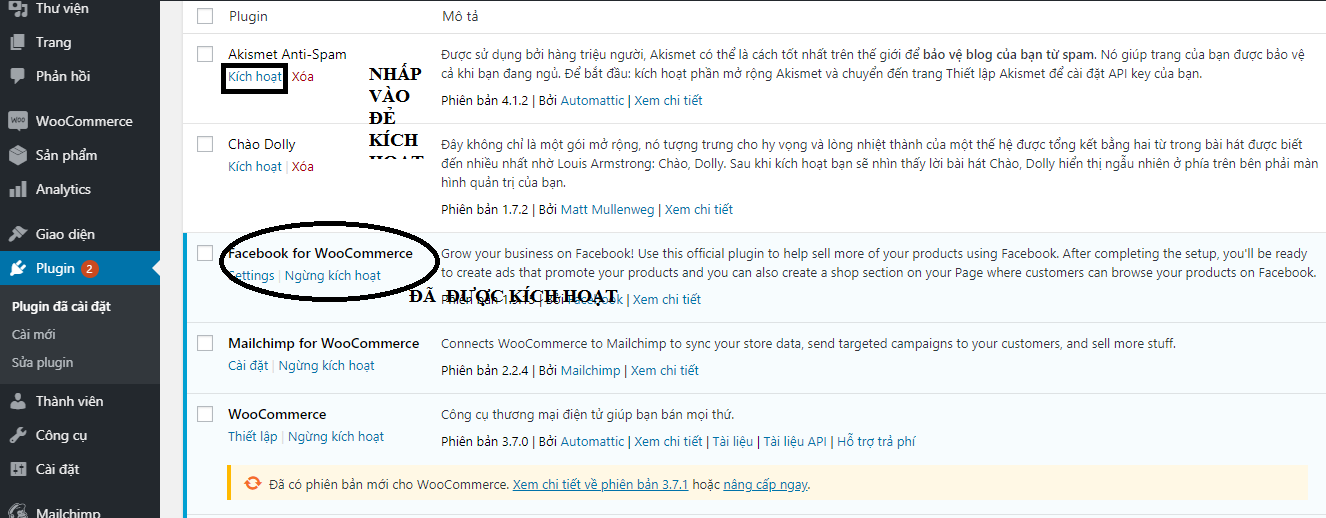 Thư viện
Trang
Phản hồi
WooCommerce
Sản phẩm
Analytics
Giao diện
Plugin 2
Plugin đã cài đặt
Cài mới
Sửa plugin
Thành viên
Công cụ
Cài đặt
Mailchimp
Plugin
Mô tả
Akismet Anti-Spam
Kích hoạt | Xóa
NHẤP
VÀO
ĐẺ
KÍCH
HOẠT
Được sử dụng bởi hàng triệu người, Akismet có thể là cách tốt nhất trên thế giới để bảo vệ blog của bạn từ spam. Nó giúp trang của bạn được bảo vệ
cả khi bạn đang ngủ. Để bắt đầu: kích hoạt phần mở rộng Akismet và chuyển đến trang Thiết lập Akismet để cài đặt API key của bạn.
Phiên bản 4.1.2 | Bởi Automattic | Xem chi tiết
Chào Dolly
Kích hoạt | Xóa
Đây không chỉ là một gói mở rộng, nó tượng trưng cho hy vọng và lòng nhiệt thành của một thế hệ được tổng kết bằng hai từ trong bài hát được biết
đến nhiều nhất nhờ Louis Armstrong: Chào, Dolly. Sau khi kích hoạt bạn sẽ nhìn thấy lời bài hát Chào, Dolly hiển thị ngẫu nhiên ở phía trên bên phải màn
hình quản trị của bạn.
Phiên bản 1.7.2 | Bởi Matt Mullenweg | Xem chi tiết
Facebook for WooCommerce
Settings | Ngừng kích hoạt
Grow your business on Facebook! Use this official plugin to help sell more of your products using Facebook. After completing the setup, you'll be ready
to create ads that promote your products and you can also create a shop section on your Page where customers can browse your products on Facebook.
ĐÃ ĐƯỢC KÍCH HOẠT
Phiên bản | Bởi Facebook | Xem chi tiết
Mailchimp for WooCommerce
Cài đặt | Ngừng kích hoạt
Connects WooCommerce to Mailchimp to sync your store data, send targeted campaigns to your customers, and sell more stuff.
Phiên bản 2.2.4 | Bởi Mailchimp | Xem chi tiết
WooCommerce
Thiết lập | Ngừng kích hoạt
Công cụ thương mại điện tử giúp bạn bán mọi thứ.
Phiên bản 3.7.0 | Bởi Automattic | Xem chi tiết | Tài liệu | Tài liệu API | Hỗ trợ trả phí
Đã có phiên bản mới cho WooCommerce. Xem chi tiết về phiên bản 3.7.1 hoặc nâng cấp ngay.